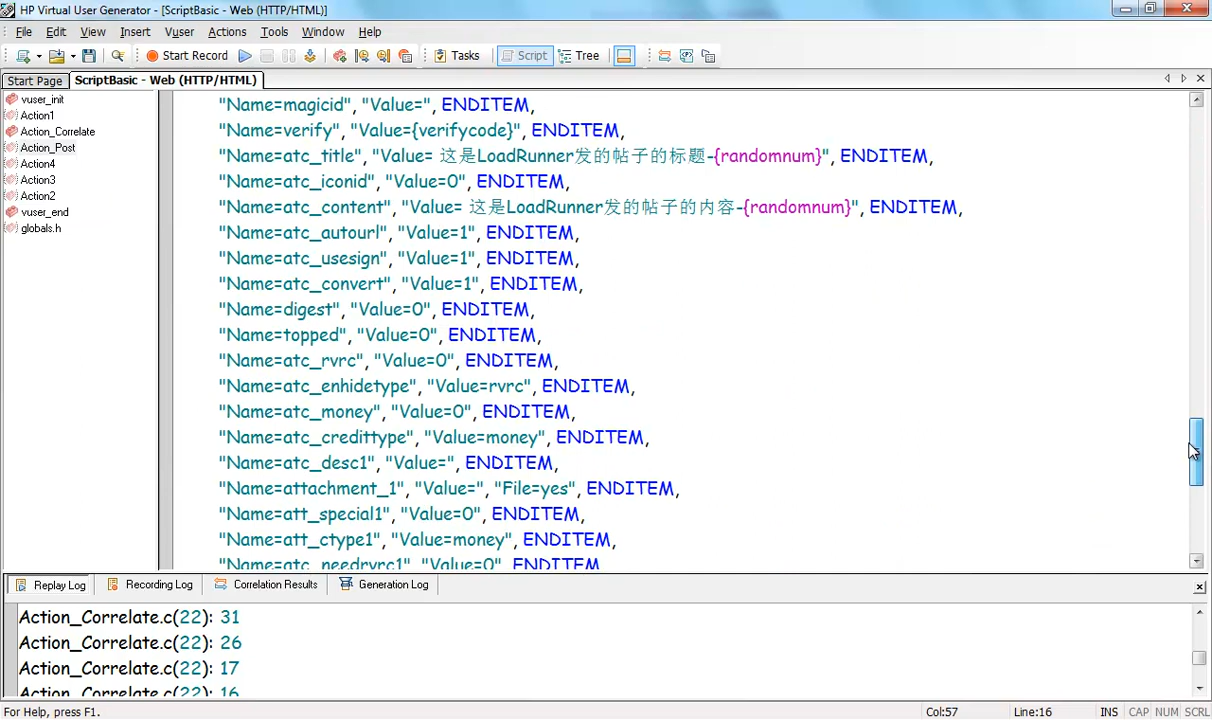 HP Virtual User Generator - [ScriptBasic - Web (HTTP/HTML)]
File Edit View Insert Vuser Actions Tools Window Help
Start Record Tasks Script Tree
Start Page ScriptBasic - Web (HTTP/HTML)
vuser_init
Action1
Action_Correlate
Action_Post
Action4
Action3
Action2
vuser_end
globals.h
"Name=magicid", "Value=", ENDITEM,
"Name=verify", "Value={verifycode}", ENDITEM,
"Name=atc_title", "Value= 这是LoadRunner发的帖子的标题-{randomnum}", ENDITEM,
"Name=atc_iconid", "Value=0", ENDITEM,
"Name=atc_content", "Value= 这是LoadRunner发的帖子的内容-{randomnum}", ENDITEM,
"Name=atc_autourl", "Value=1", ENDITEM,
"Name=atc_usesign", "Value=1", ENDITEM,
"Name=atc_convert", "Value=1", ENDITEM,
"Name=digest", "Value=0", ENDITEM,
"Name=topped", "Value=0", ENDITEM,
"Name=atc_rvrc", "Value=0", ENDITEM,
"Name=atc_enhidetype", "Value=rvrc", ENDITEM,
"Name=atc_money", "Value=0", ENDITEM,
"Name=atc_credittype", "Value=money", ENDITEM,
"Name=atc_desc1", "Value=", ENDITEM,
"Name=attachment_1", "Value=", "File=yes", ENDITEM,
"Name=att_special1", "Value=0", ENDITEM,
"Name=att_ctype1", "Value=money", ENDITEM,
"Name=atc_needrvrc1", "Value=0", ENDITEM,
Replay Log Recording Log Correlation Results Generation Log
Action_Correlate.c(22): 31
Action_Correlate.c(22): 26
Action_Correlate.c(22): 17
Action_Correlate.c(22): 16
For Help, press F1. Col:57 Line:16 INS CAP NUM SCRL